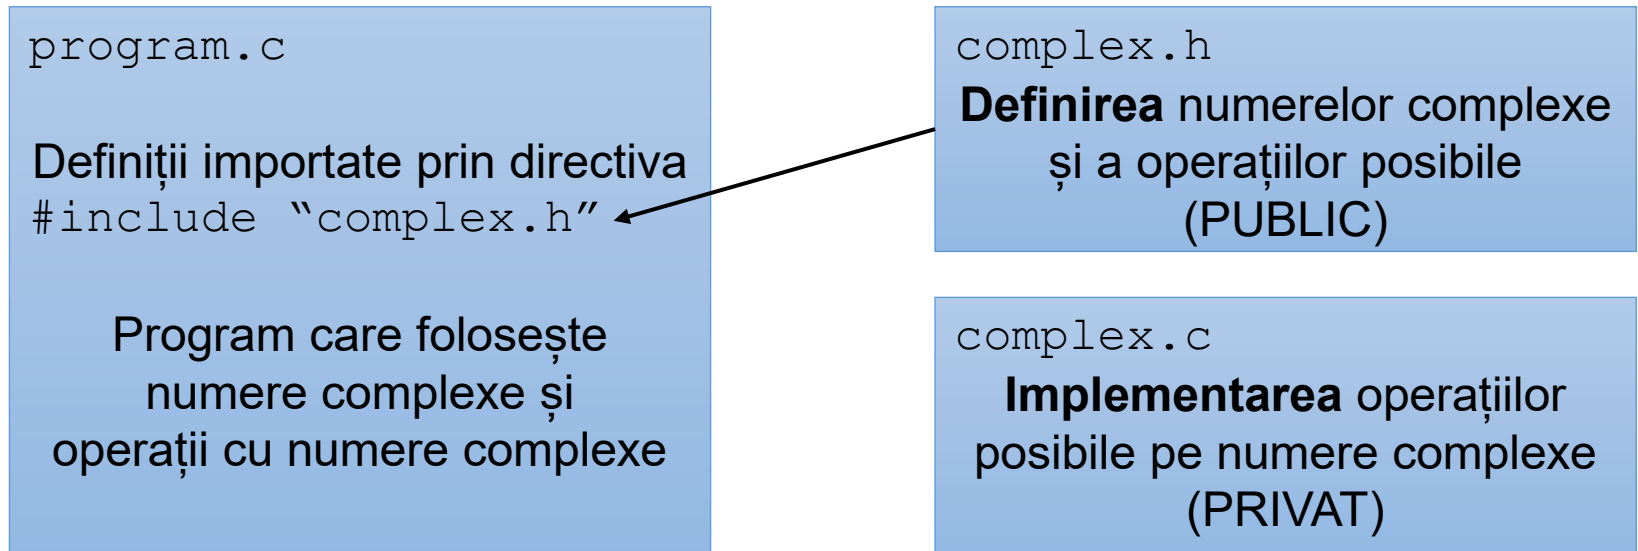 program.c
Definiții importate prin directiva
#include “complex.h”
Program care folosește
numere complexe și
operații cu numere complexe
complex.h
Definirea numerelor complexe
și a operațiilor posibile
(PUBLIC)
complex.c
Implementarea operațiilor
posibile pe numere complexe
(PRIVAT)